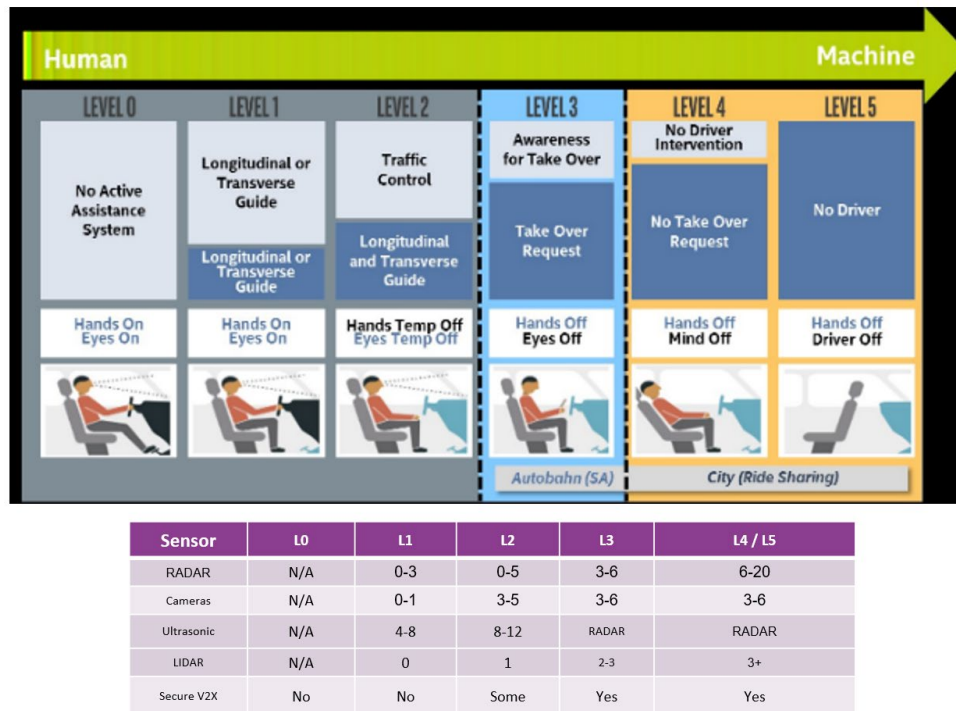 Human
Machine
LEVEL 0
LEVEL 1
LEVEL 2
LEVEL 3
LEVEL 4
LEVEL 5
No Active
Assistance
System
Longitudinal or
Transverse
Guide
Longitudinal or
Transverse
Guide
Traffic
Control
Longitudinal
and Transverse
Guide
Awareness
for Take Over
Take Over
Request
No Driver
Intervention
No Take Over
Request
No Driver
Hands On
Eyes On
Hands On
Eyes On
Hands Temp Off
Eyes Temp Off
Hands Off
Eyes Off
Hands Off
Mind Off
Hands Off
Driver Off
Autobahn (SA)
City (Ride Sharing)
Sensor L0 L1 L2 L3 L4 / L5
RADAR N/A 0-3 0-5 3-6 6-20
Cameras N/A 0-1 3-5 3-6 3-6
Ultrasonic N/A 4-8 8-12 RADAR RADAR
LIDAR N/A 0 1 2-3 3+
Secure V2X No No Some Yes Yes